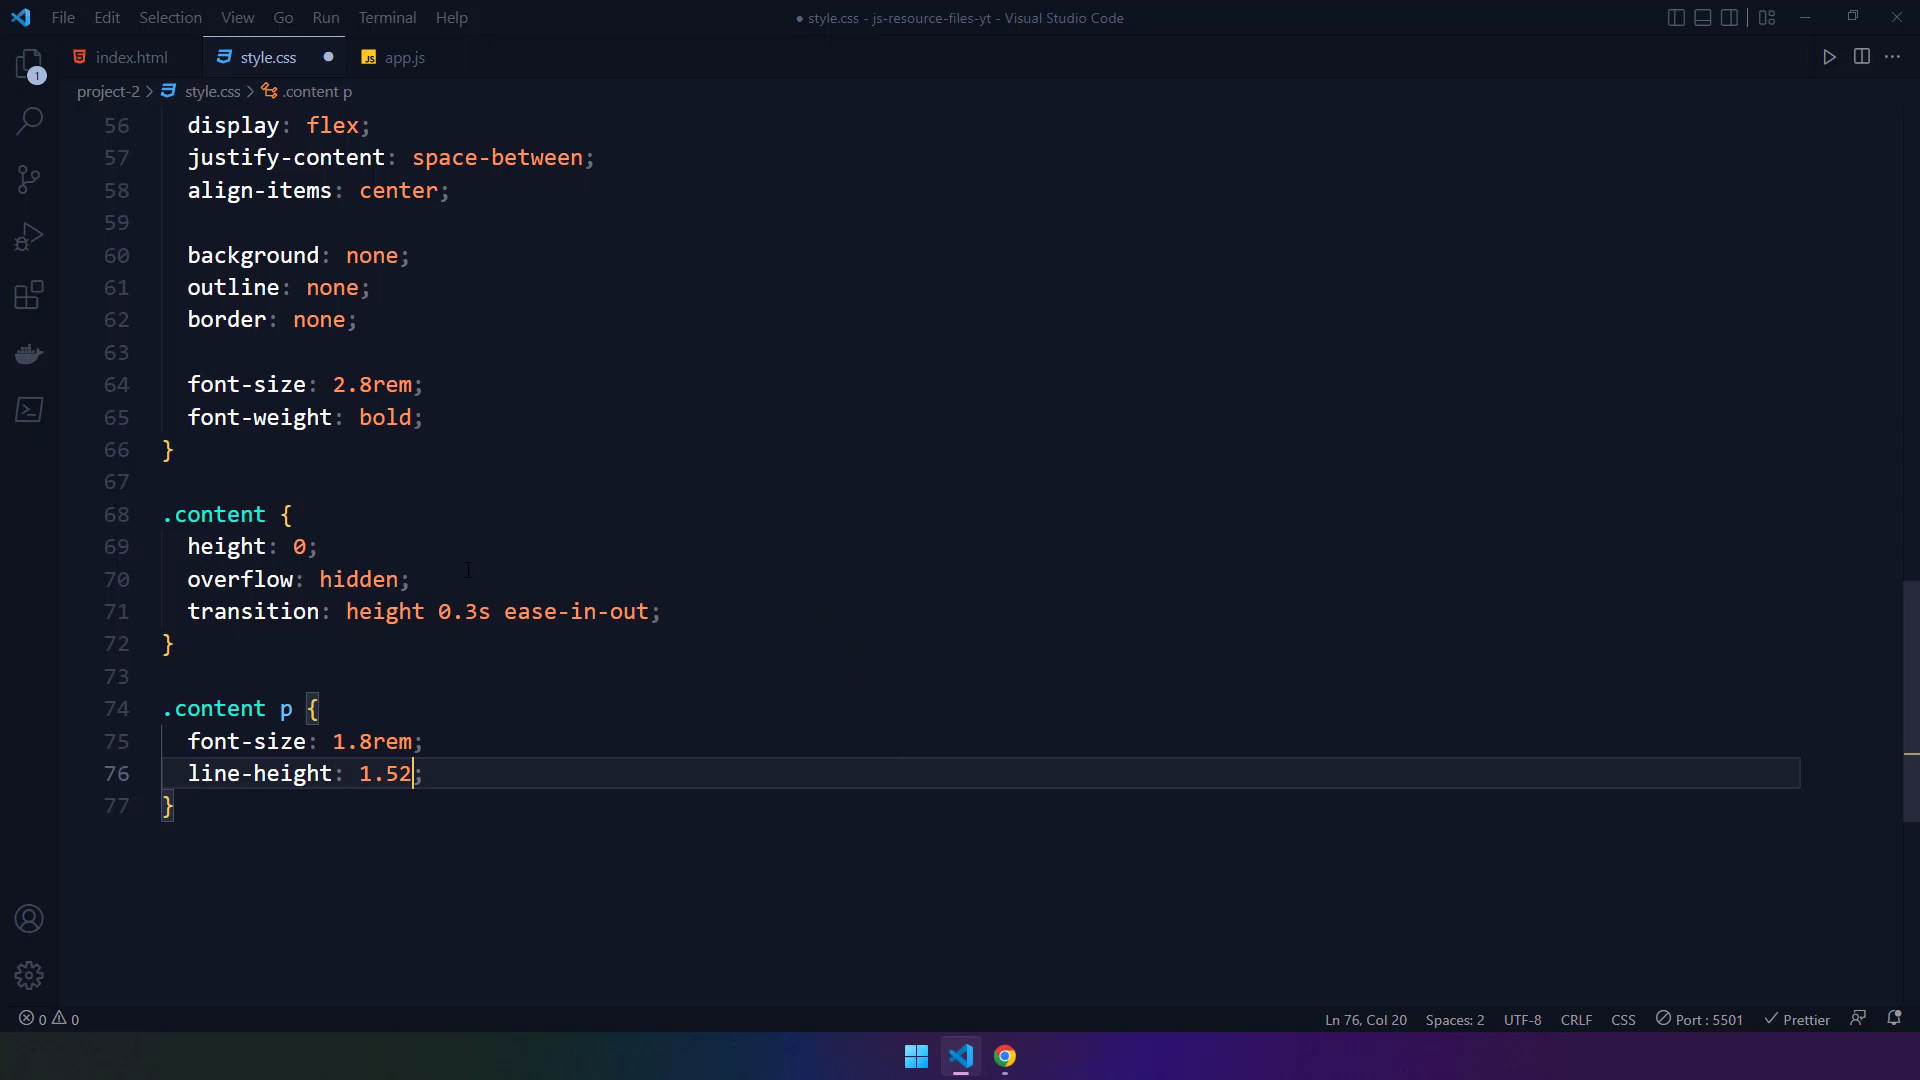 File Edit Selection View Go Run Terminal Help
● style.css - js-resource-files-yt - Visual Studio Code
index.html
style.css
JS app.js
1
project-2 > style.css > .content p
56 display: flex;
57 justify-content: space-between;
58 align-items: center;
59
60 background: none;
61 outline: none;
62 border: none;
63
64 font-size: 2.8rem;
65 font-weight: bold;
66 }
67
68 .content {
69 height: 0;
70 overflow: hidden;
71 transition: height 0.3s ease-in-out;
72 }
73
74 .content p {
75 font-size: 1.8rem;
76 line-height: 1.52;
77 }
0 0
Ln 76, Col 20 Spaces: 2 UTF-8 CRLF CSS Port : 5501 Prettier